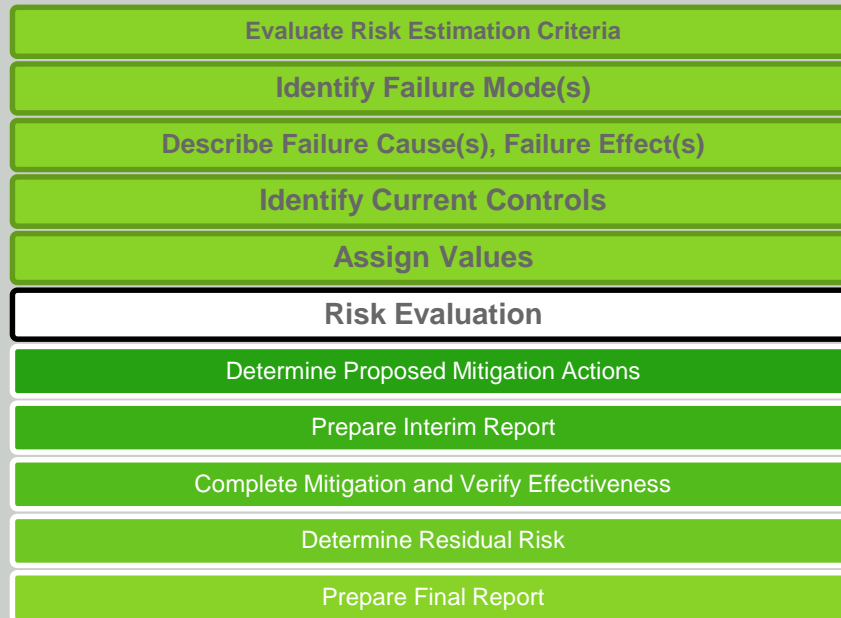 Evaluate Risk Estimation Criteria
Identify Failure Mode(s)
Describe Failure Cause(s), Failure Effect(s)
Identify Current Controls
Assign Values
Risk Evaluation
Determine Proposed Mitigation Actions
Prepare Interim Report
Complete Mitigation and Verify Effectiveness
Determine Residual Risk
Prepare Final Report